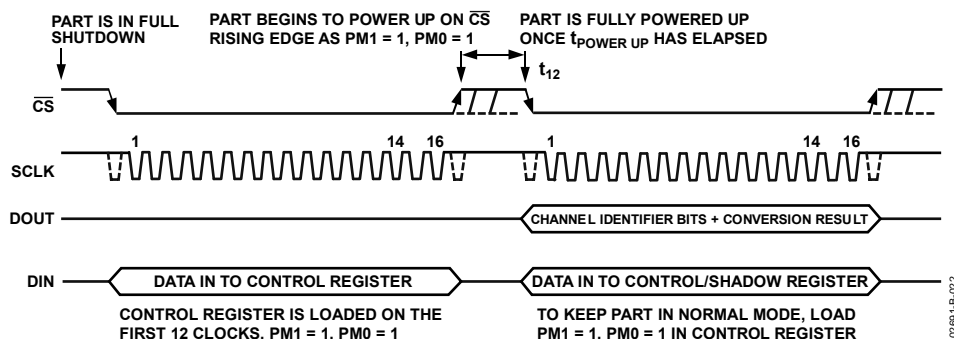 PART IS IN FULL
SHUTDOWN
PART BEGINS TO POWER UP ON CS
RISING EDGE AS PM1 = 1, PM0 = 1
PART IS FULLY POWERED UP
ONCE tPOWER UP HAS ELAPSED
t12
CS
1 14 16 1 14 16
SCLK
DOUT
CHANNEL IDENTIFIER BITS + CONVERSION RESULT
DIN
DATA IN TO CONTROL REGISTER
DATA IN TO CONTROL/SHADOW REGISTER
CONTROL REGISTER IS LOADED ON THE
FIRST 12 CLOCKS, PM1 = 1, PM0 = 1
TO KEEP PART IN NORMAL MODE, LOAD
PM1 = 1, PM0 = 1 IN CONTROL REGISTER